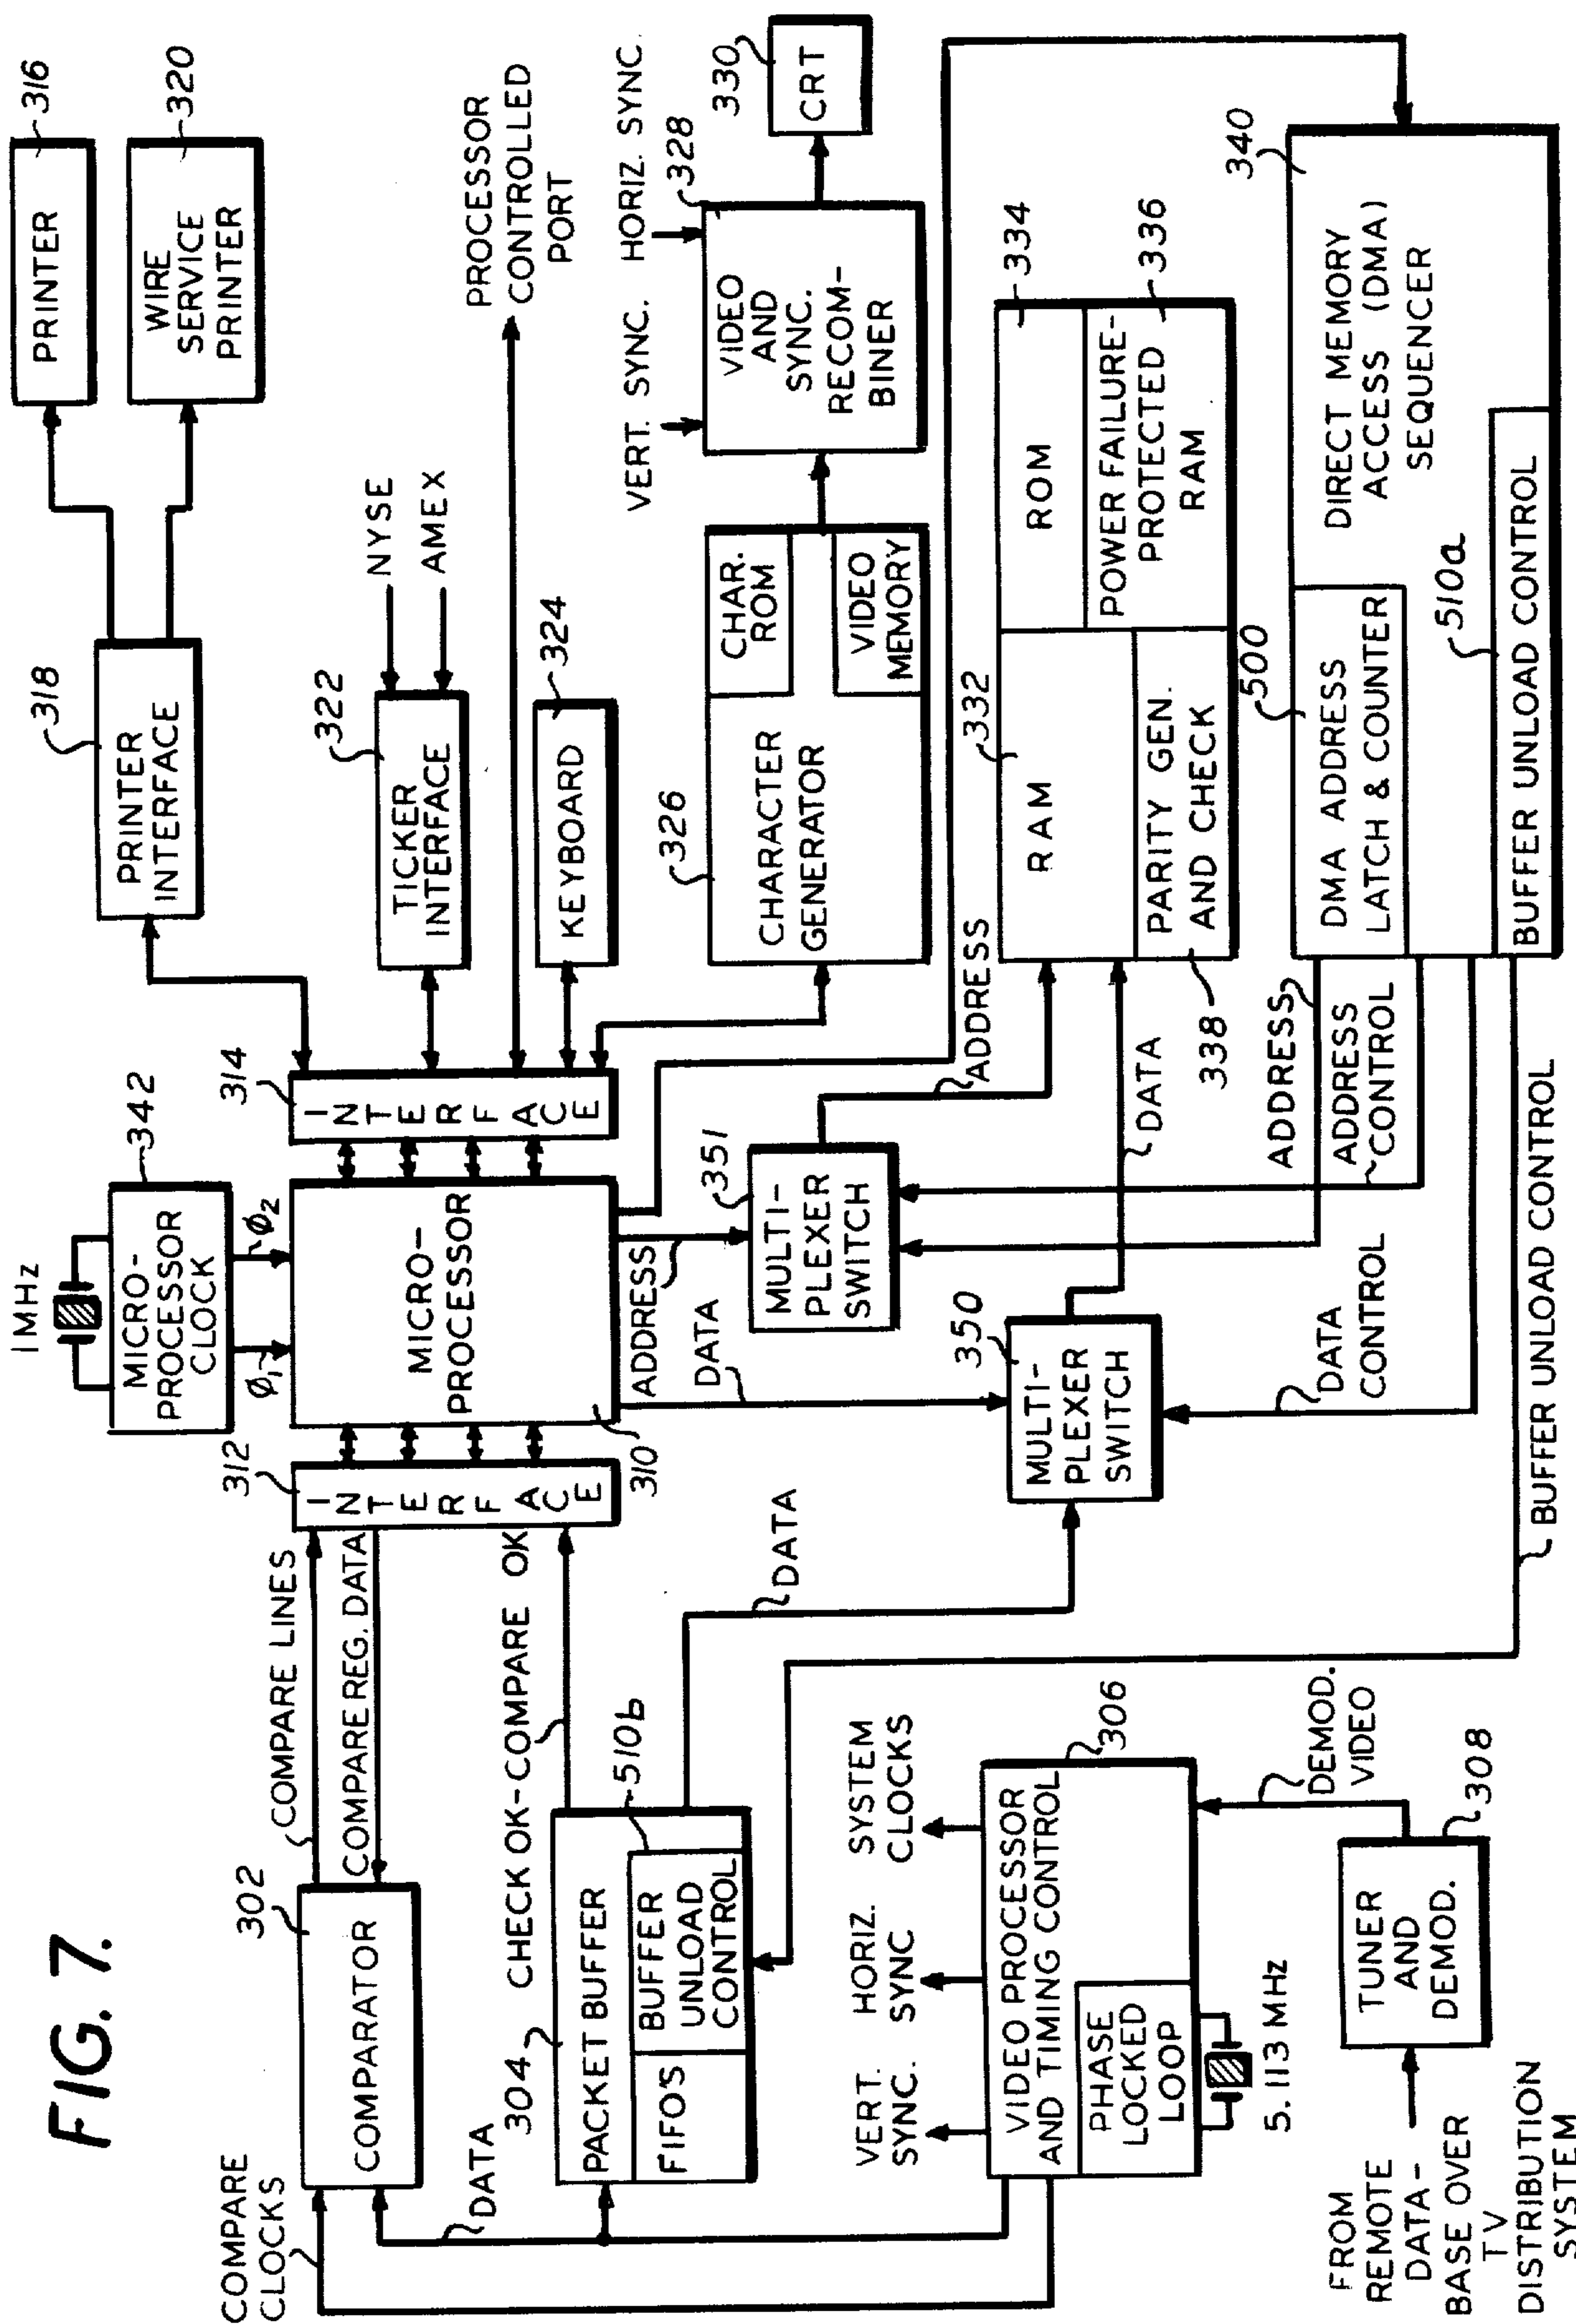 FIG. 7.
1MHz
MICRO-
PROCESSOR
CLOCK
342
Ø1
Ø2
312
INTERFACE
MICRO-
PROCESSOR
310
314
INTERFACE
318
PRINTER
INTERFACE
PRINTER
316
WIRE
SERVICE
PRINTER
320
322
TICKER
INTERFACE
NYSE
AMEX
PROCESSOR
CONTROLLED
PORT
KEYBOARD
324
326
CHARACTER
GENERATOR
CHAR.
ROM
VIDEO
MEMORY
VERT. SYNC.
HORIZ. SYNC.
VIDEO
AND
SYNC.
RECOM-
BINER
328
330
CRT
COMPARE
CLOCKS
302
COMPARATOR
COMPARE LINES
COMPARE REG. DATA
DATA
304
CHECK OK-COMPARE OK
PACKET BUFFER
FIFO'S
BUFFER
UNLOAD
CONTROL
510b
DATA
ADDRESS
DATA
351
MULTI-
PLEXER
SWITCH
ADDRESS
350
MULTI-
PLEXER
SWITCH
DATA
332
RAM
ROM
334
PARITY GEN.
AND CHECK
338
POWER FAILURE-
PROTECTED
RAM
336
VERT.
SYNC.
HORIZ.
SYNC
SYSTEM
CLOCKS
VIDEO PROCESSOR
AND TIMING CONTROL
306
PHASE
LOCKED
LOOP
5.113 MHz
DEMOD.
VIDEO
TUNER
AND
DEMOD.
308
FROM
REMOTE
DATA-
BASE OVER
TV
DISTRIBUTION
SYSTEM
DATA
CONTROL
ADDRESS
ADDRESS
CONTROL
500
DMA ADDRESS
LATCH & COUNTER
340
DIRECT MEMORY
ACCESS (DMA)
SEQUENCER
510a
BUFFER UNLOAD CONTROL
BUFFER UNLOAD CONTROL